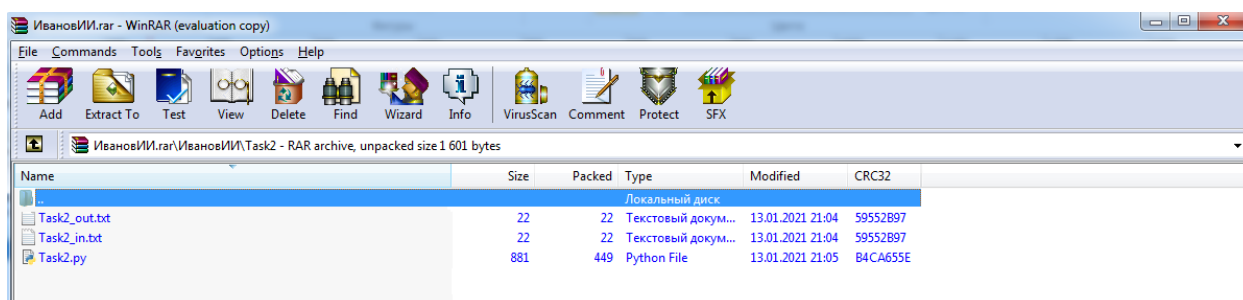 ИвановИИ.rar - WinRAR (evaluation copy)
File Commands Tools Favorites Options Help
Add Extract To Test View Delete Find Wizard Info VirusScan Comment Protect SFX
ИвановИИ.rar\ИвановИИ\Task2 - RAR archive, unpacked size 1 601 bytes
Name Size Packed Type Modified CRC32
.. Локальный диск
Task2_out.txt 22 22 Текстовый докум... 13.01.2021 21:04 59552B97
Task2_in.txt 22 22 Текстовый докум... 13.01.2021 21:04 59552B97
Task2.py 881 449 Python File 13.01.2021 21:05 B4CA655E